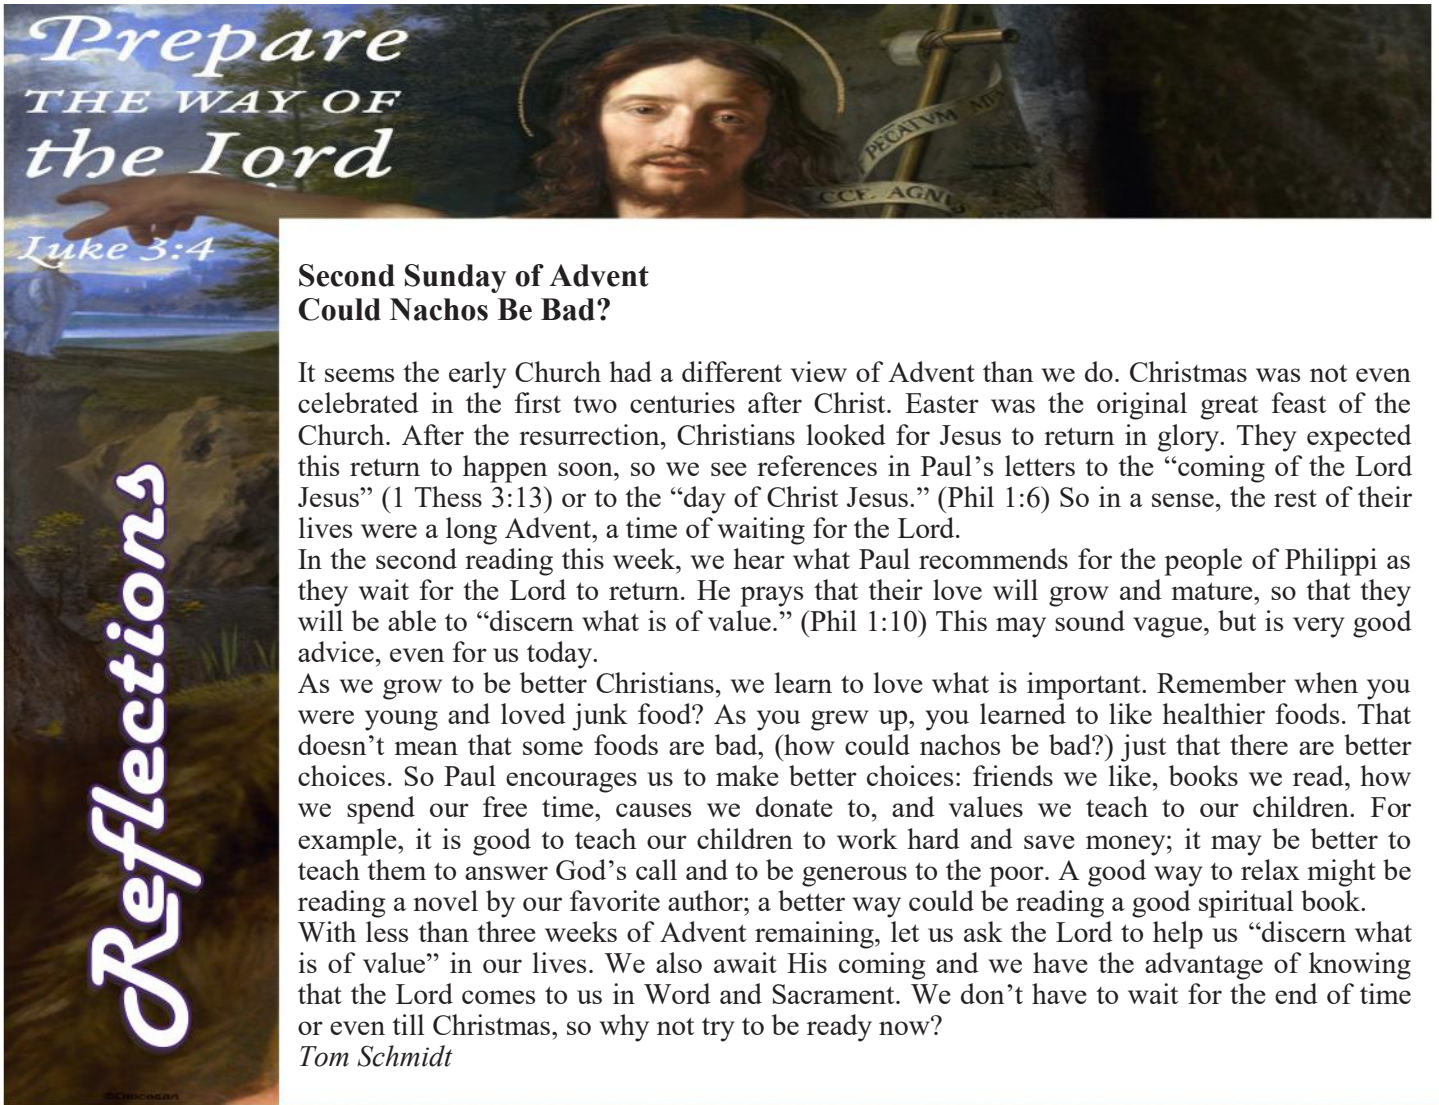 Prepare
THE WAY OF
the Lord
Luke 3:4
PECATVM
CCE AGNVS
Reflections
Second Sunday of Advent
Could Nachos Be Bad?
It seems the early Church had a different view of Advent than we do. Christmas was not even
celebrated in the first two centuries after Christ. Easter was the original great feast of the
Church. After the resurrection, Christians looked for Jesus to return in glory. They expected
this return to happen soon, so we see references in Paul’s letters to the “coming of the Lord
Jesus” (1 Thess 3:13) or to the “day of Christ Jesus.” (Phil 1:6) So in a sense, the rest of their
lives were a long Advent, a time of waiting for the Lord.
In the second reading this week, we hear what Paul recommends for the people of Philippi as
they wait for the Lord to return. He prays that their love will grow and mature, so that they
will be able to “discern what is of value.” (Phil 1:10) This may sound vague, but is very good
advice, even for us today.
As we grow to be better Christians, we learn to love what is important. Remember when you
were young and loved junk food? As you grew up, you learned to like healthier foods. That
doesn’t mean that some foods are bad, (how could nachos be bad?) just that there are better
choices. So Paul encourages us to make better choices: friends we like, books we read, how
we spend our free time, causes we donate to, and values we teach to our children. For
example, it is good to teach our children to work hard and save money; it may be better to
teach them to answer God’s call and to be generous to the poor. A good way to relax might be
reading a novel by our favorite author; a better way could be reading a good spiritual book.
With less than three weeks of Advent remaining, let us ask the Lord to help us “discern what
is of value” in our lives. We also await His coming and we have the advantage of knowing
that the Lord comes to us in Word and Sacrament. We don’t have to wait for the end of time
or even till Christmas, so why not try to be ready now?
Tom Schmidt